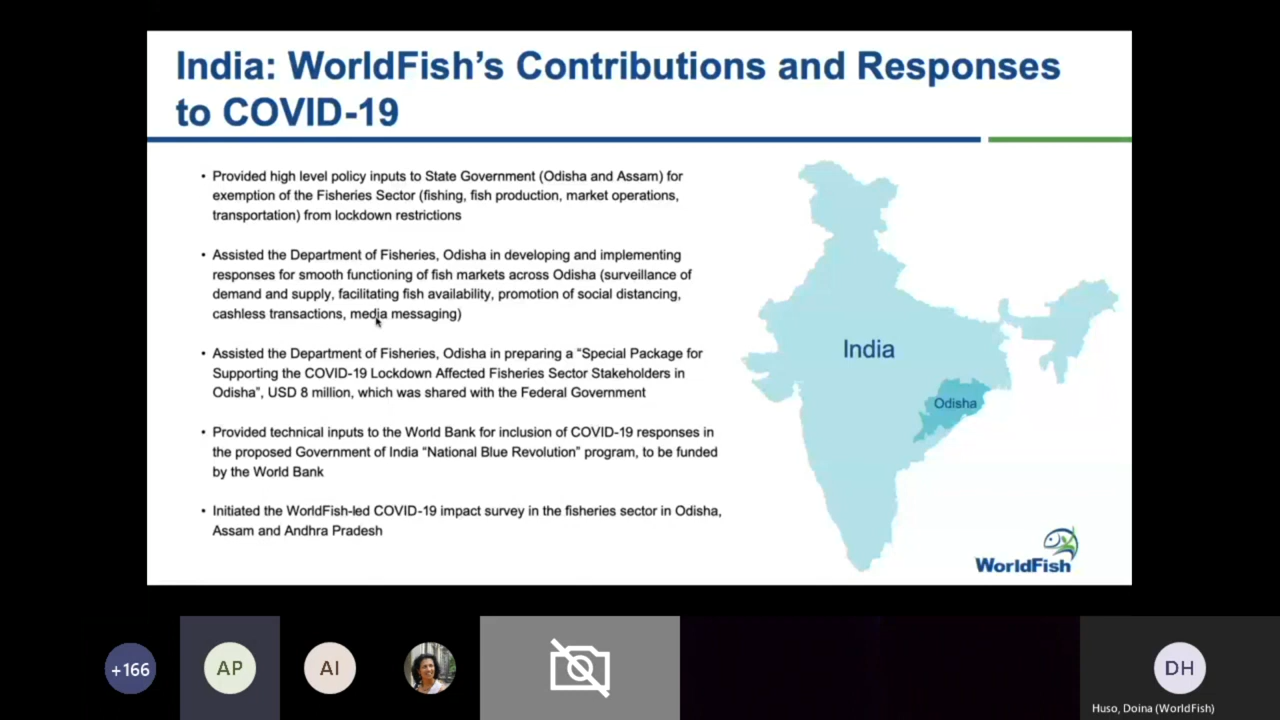 India: WorldFish's Contributions and Responses
to COVID-19
• Provided high level policy inputs to State Government (Odisha and Assam) for
exemption of the Fisheries Sector (fishing, fish production, market operations,
transportation) from lockdown restrictions
• Assisted the Department of Fisheries, Odisha in developing and implementing
responses for smooth functioning of fish markets across Odisha (surveillance of
demand and supply, facilitating fish availability, promotion of social distancing,
cashless transactions, media messaging)
• Assisted the Department of Fisheries, Odisha in preparing a “Special Package for
Supporting the COVID-19 Lockdown Affected Fisheries Sector Stakeholders in
Odisha”, USD 8 million, which was shared with the Federal Government
• Provided technical inputs to the World Bank for inclusion of COVID-19 responses in
the proposed Government of India “National Blue Revolution” program, to be funded
by the World Bank
• Initiated the WorldFish-led COVID-19 impact survey in the fisheries sector in Odisha,
Assam and Andhra Pradesh
India
Odisha
WorldFish
+166
AP
AI
DH
Huso, Doina (WorldFish)